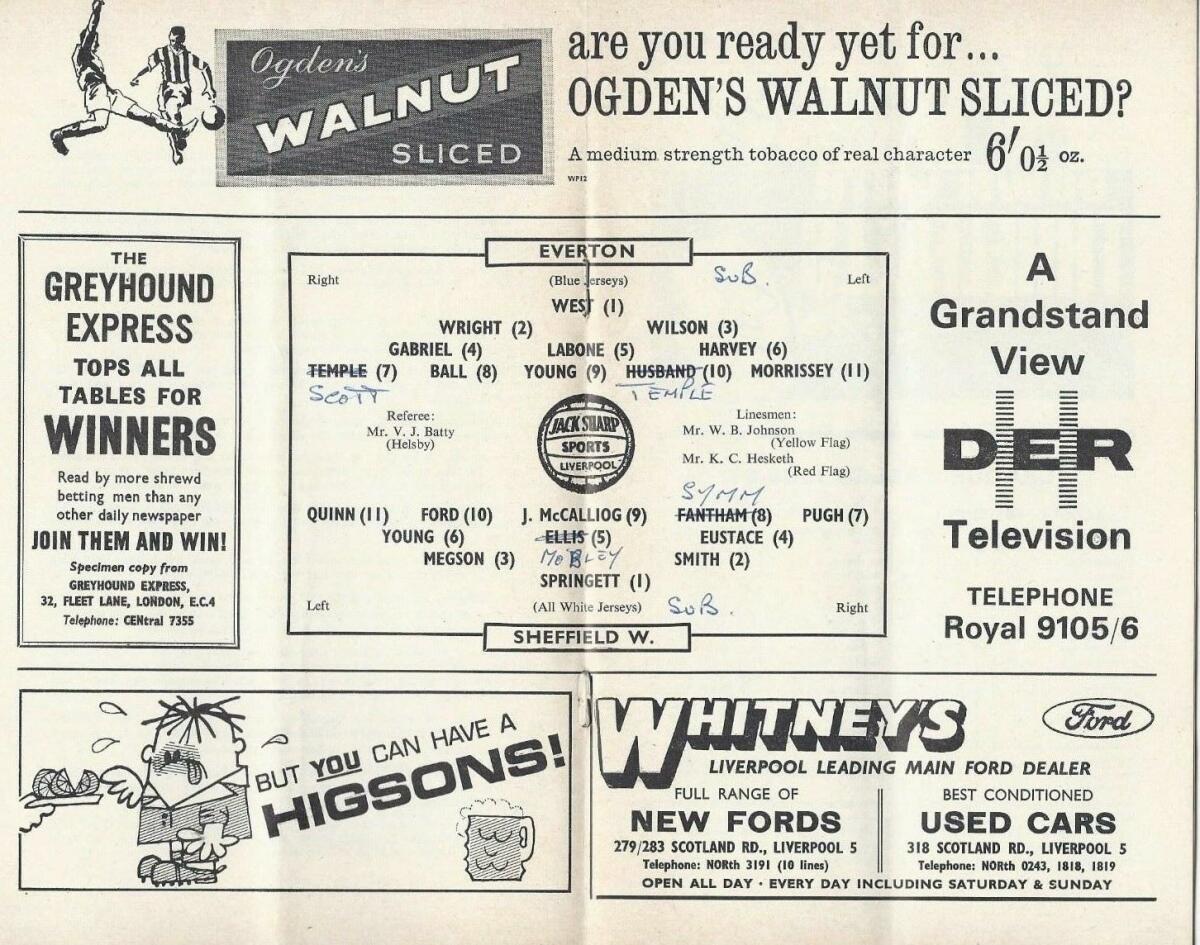 Ogden's
WALNUT
SLICED
are you ready yet for...
OGDEN'S WALNUT SLICED?
A medium strength tobacco of real character 6'0½ oz.
WP12
THE
GREYHOUND
EXPRESS
TOPS ALL
TABLES FOR
WINNERS
Read by more shrewd
betting men than any
other daily newspaper
JOIN THEM AND WIN!
Specimen copy from
GREYHOUND EXPRESS,
32, FLEET LANE, LONDON, E.C.4
Telephone: CENtral 7355
EVERTON
Right (Blue Jerseys) SUB. Left
WEST (1)
WRIGHT (2) WILSON (3)
GABRIEL (4) LABONE (5) HARVEY (6)
TEMPLE (7) BALL (8) YOUNG (9) HUSBAND (10) MORRISSEY (11)
SCOTT TEMPLE
Referee:
Mr. V. J. Batty
(Helsby)
JACK SHARP
SPORTS
LIVERPOOL
Linesmen:
Mr. W. B. Johnson
(Yellow Flag)
Mr. K. C. Hesketh
(Red Flag)
SYMM
QUINN (11) FORD (10) J. McCALLIOG (9) FANTHAM (8) PUGH (7)
YOUNG (6) ELLIS (5) EUSTACE (4)
MOBLEY
MEGSON (3) SMITH (2)
SPRINGETT (1)
Left (All White Jerseys) SUB. Right
SHEFFIELD W.
A
Grandstand
View
DER
Television
TELEPHONE
Royal 9105/6
BUT YOU CAN HAVE A
HIGSONS!
WHITNEY'S
Ford
LIVERPOOL LEADING MAIN FORD DEALER
FULL RANGE OF
NEW FORDS
279/283 SCOTLAND RD., LIVERPOOL 5
Telephone: NORth 3191 (10 lines)
BEST CONDITIONED
USED CARS
318 SCOTLAND RD., LIVERPOOL 5
Telephone: NORth 0243, 1818, 1819
OPEN ALL DAY · EVERY DAY INCLUDING SATURDAY & SUNDAY